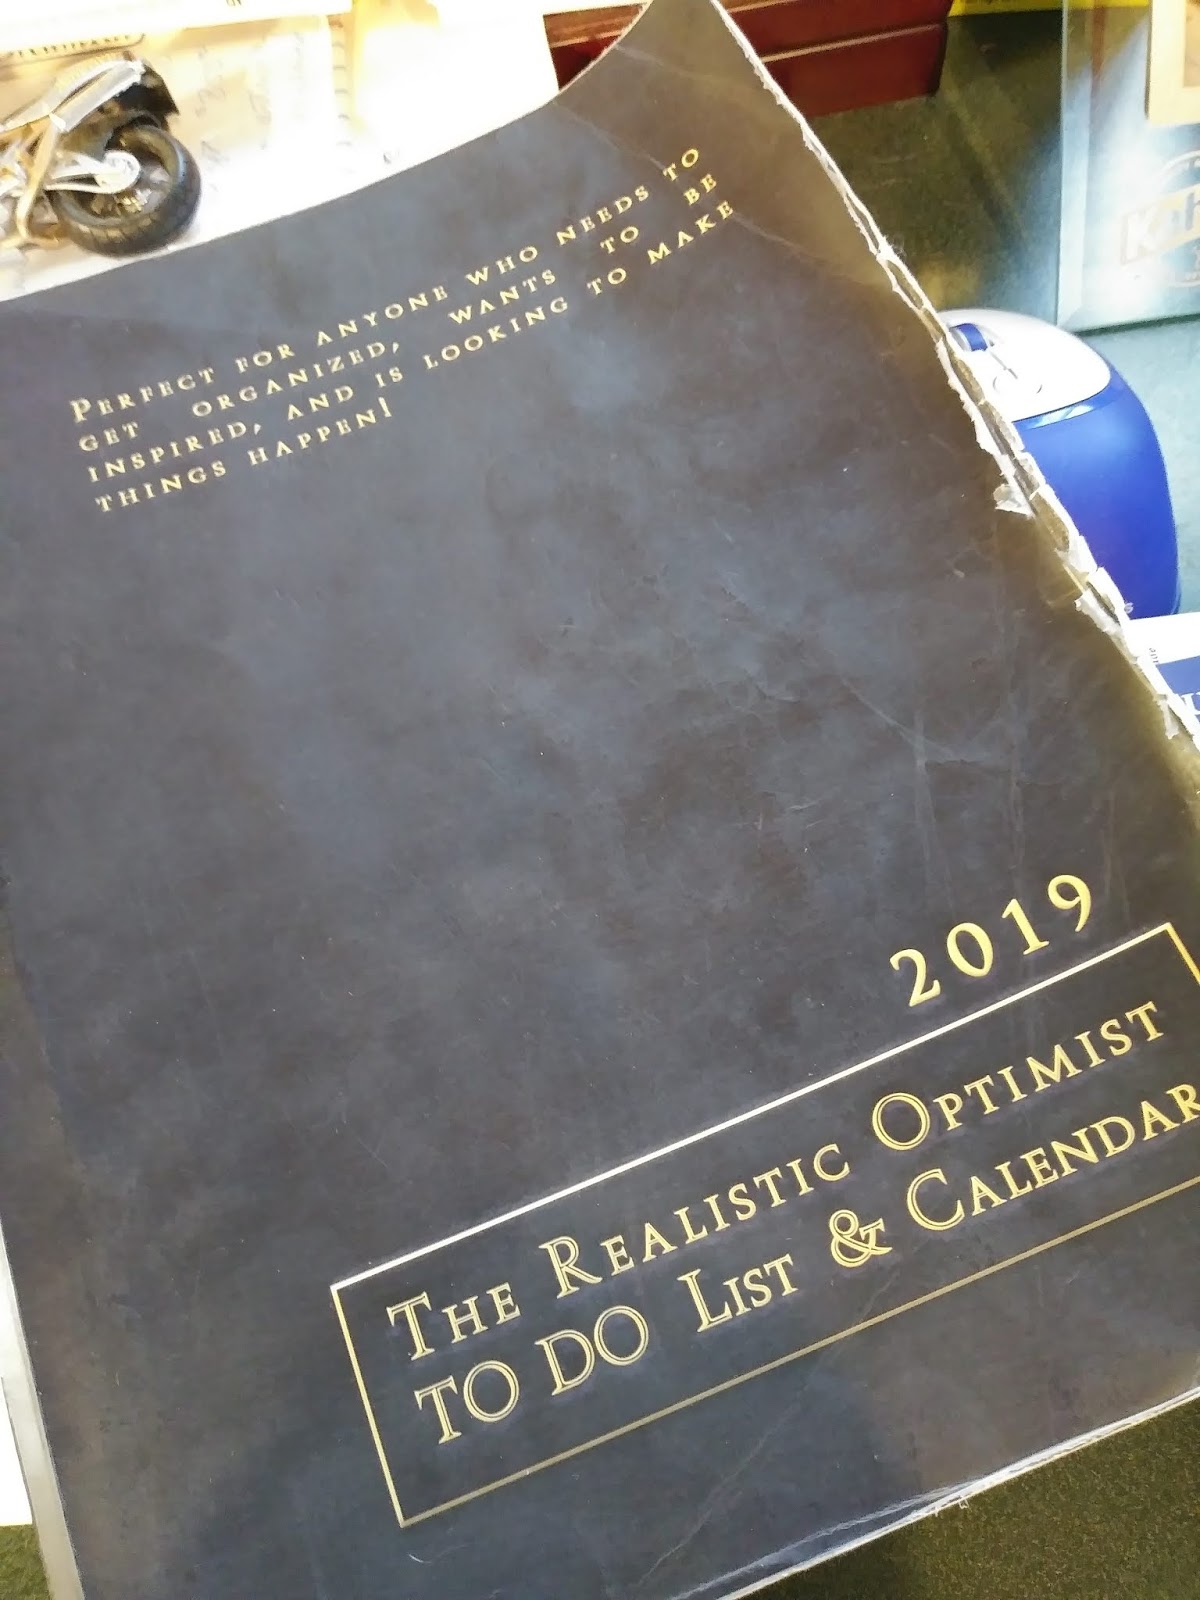 PERFECT FOR ANYONE WHO NEEDS TO
GET ORGANIZED, WANTS TO BE
INSPIRED, AND IS LOOKING TO MAKE
THINGS HAPPEN!
2019
THE REALISTIC OPTIMIST
TO DO LIST & CALENDAR